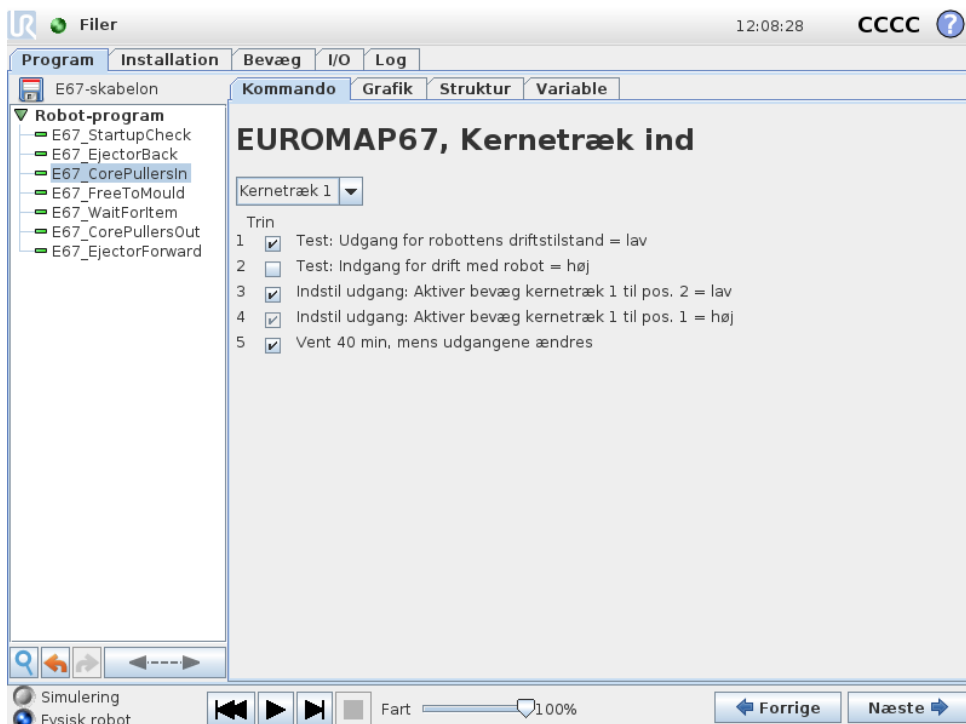 UR Filer 12:08:28 CCCC ?
Program Installation Bevæg I/O Log
E67-skabelon
Kommando Grafik Struktur Variable
Robot-program
E67_StartupCheck
E67_EjectorBack
E67_CorePullersIn
E67_FreeToMould
E67_WaitForItem
E67_CorePullersOut
E67_EjectorForward
EUROMAP67, Kernetræk ind
Kernetræk 1
Trin
1 Test: Udgang for robottens driftstilstand = lav
2 Test: Indgang for drift med robot = høj
3 Indstil udgang: Aktiver bevæg kernetræk 1 til pos. 2 = lav
4 Indstil udgang: Aktiver bevæg kernetræk 1 til pos. 1 = høj
5 Vent 40 min, mens udgangene ændres
Simulering
Fysisk robot
Fart 100%
Forrige Næste